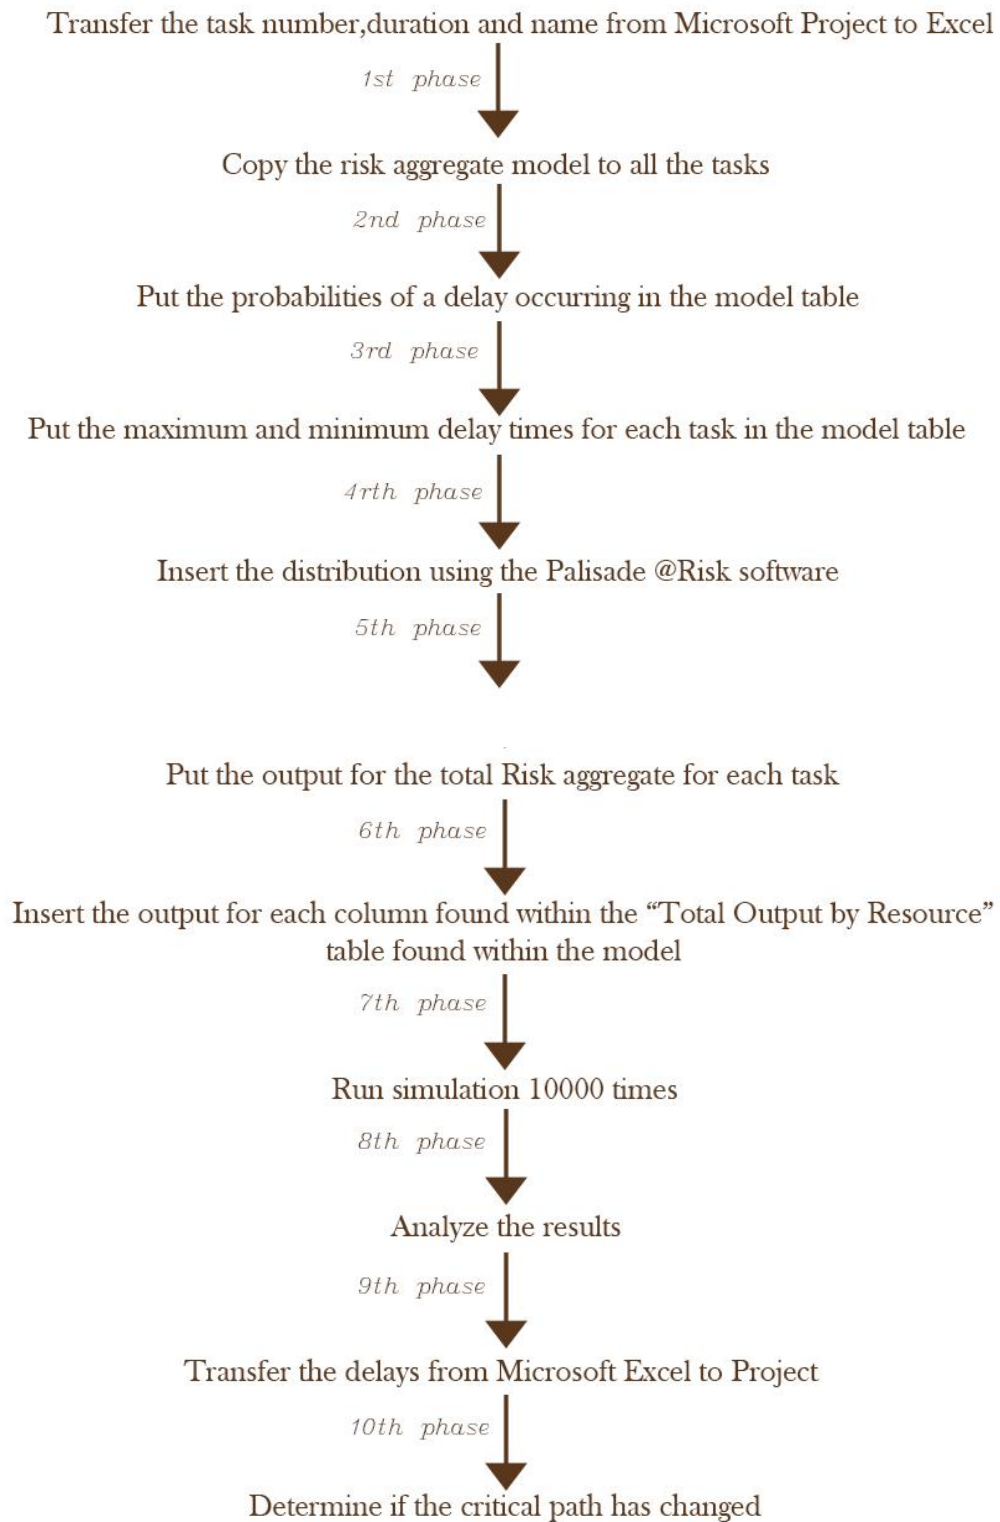 Transfer the task number,duration and name from Microsoft Project to Excel
1st phase
Copy the risk aggregate model to all the tasks
2nd phase
Put the probabilities of a delay occurring in the model table
3rd phase
Put the maximum and minimum delay times for each task in the model table
4rth phase
Insert the distribution using the Palisade @Risk software
5th phase
Put the output for the total Risk aggregate for each task
6th phase
Insert the output for each column found within the “Total Output by Resource”
table found within the model
7th phase
Run simulation 10000 times
8th phase
Analyze the results
9th phase
Transfer the delays from Microsoft Excel to Project
10th phase
Determine if the critical path has changed